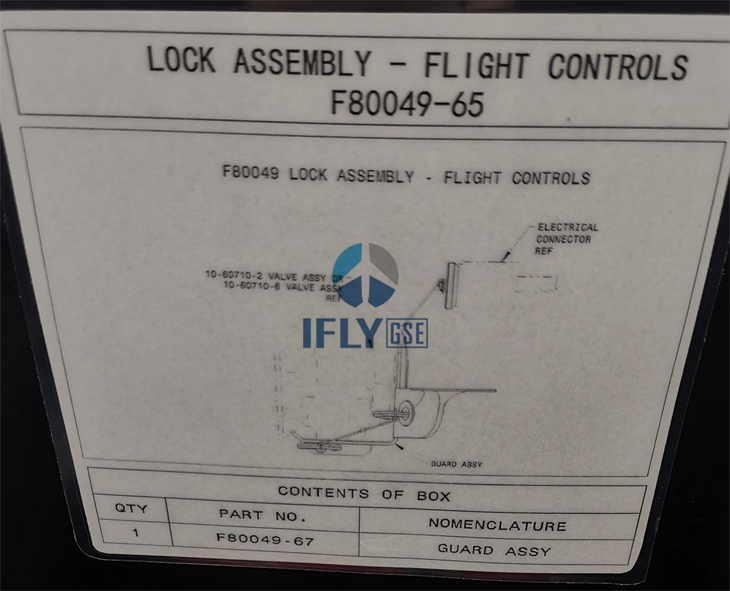 LOCK ASSEMBLY - FLIGHT CONTROLS
F80049-65
F80049 LOCK ASSEMBLY - FLIGHT CONTROLS
ELECTRICAL
CONNECTOR
REF
10-60710-2 VALVE ASSY OR
10-60710-6 VALVE ASSY
REF
IFLY GSE
GUARD ASSY
CONTENTS OF BOX
QTY PART NO. NOMENCLATURE
1 F80049-67 GUARD ASSY